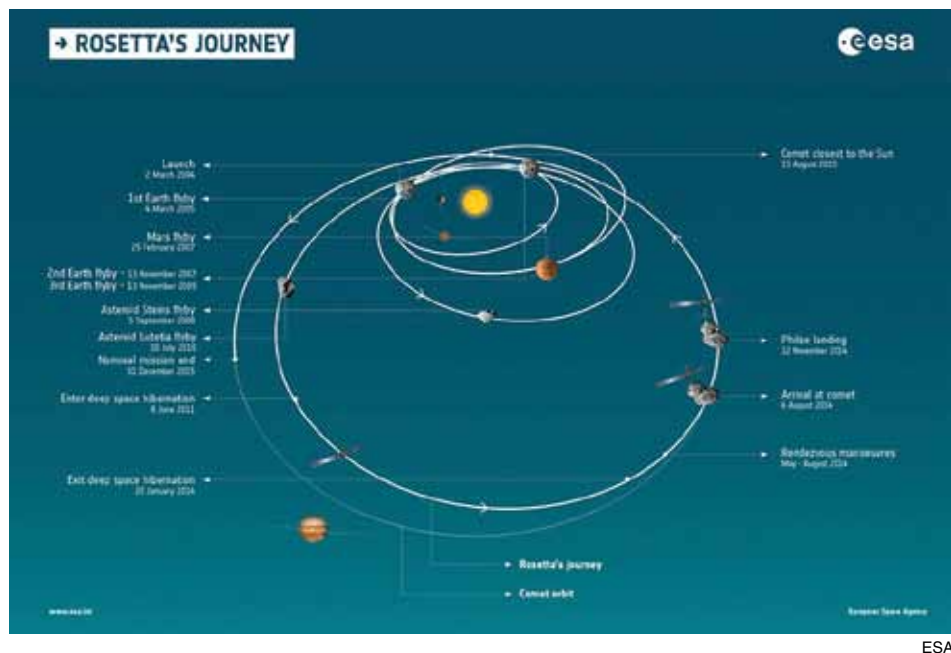 → ROSETTA'S JOURNEY
esa
Launch
2 March 2004
1st Earth flyby
4 March 2005
Mars flyby
25 February 2007
2nd Earth flyby - 13 November 2007
3rd Earth flyby - 13 November 2009
Asteroid Steins flyby
5 September 2008
Asteroid Lutetia flyby
10 July 2010
Nominal mission end
31 December 2015
Enter deep space hibernation
8 June 2011
Exit deep space hibernation
20 January 2014
Comet closest to the Sun
13 August 2015
Philae landing
12 November 2014
Arrival at comet
6 August 2014
Rendezvous manoeuvres
May - August 2014
Rosetta's journey
Comet orbit
www.esa.int
European Space Agency
ESA